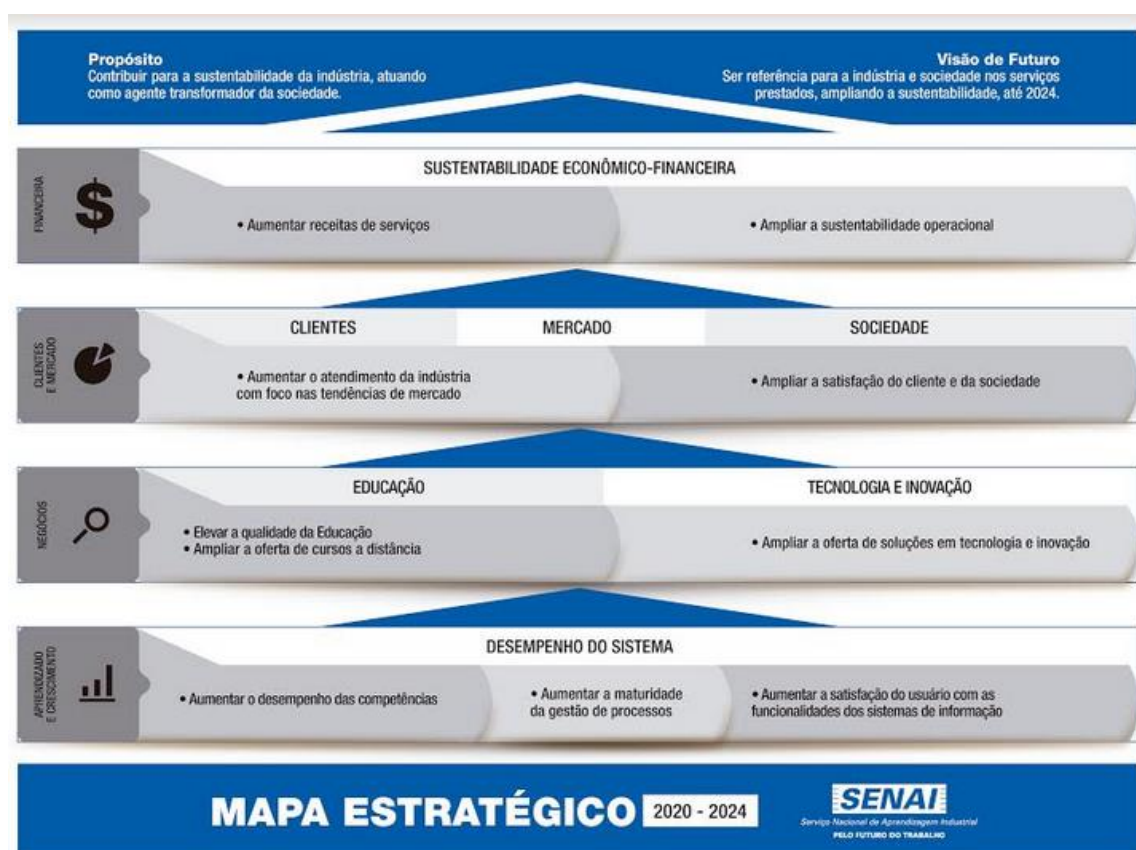 Propósito
Contribuir para a sustentabilidade da indústria, atuando
como agente transformador da sociedade.
Visão de Futuro
Ser referência para a indústria e sociedade nos serviços
prestados, ampliando a sustentabilidade, até 2024.
FINANCEIRA
$
SUSTENTABILIDADE ECONÔMICO-FINANCEIRA
• Aumentar receitas de serviços
• Ampliar a sustentabilidade operacional
CLIENTES
E MERCADO
CLIENTES
MERCADO
SOCIEDADE
• Aumentar o atendimento da indústria
com foco nas tendências de mercado
• Ampliar a satisfação do cliente e da sociedade
NEGÓCIOS
EDUCAÇÃO
TECNOLOGIA E INOVAÇÃO
• Elevar a qualidade da Educação
• Ampliar a oferta de cursos a distância
• Ampliar a oferta de soluções em tecnologia e inovação
APRENDIZADO
E CRESCIMENTO
DESEMPENHO DO SISTEMA
• Aumentar o desempenho das competências
• Aumentar a maturidade
da gestão de processos
• Aumentar a satisfação do usuário com as
funcionalidades dos sistemas de informação
MAPA ESTRATÉGICO 2020 - 2024
SENAI
Serviço Nacional de Aprendizagem Industrial
PELO FUTURO DO TRABALHO